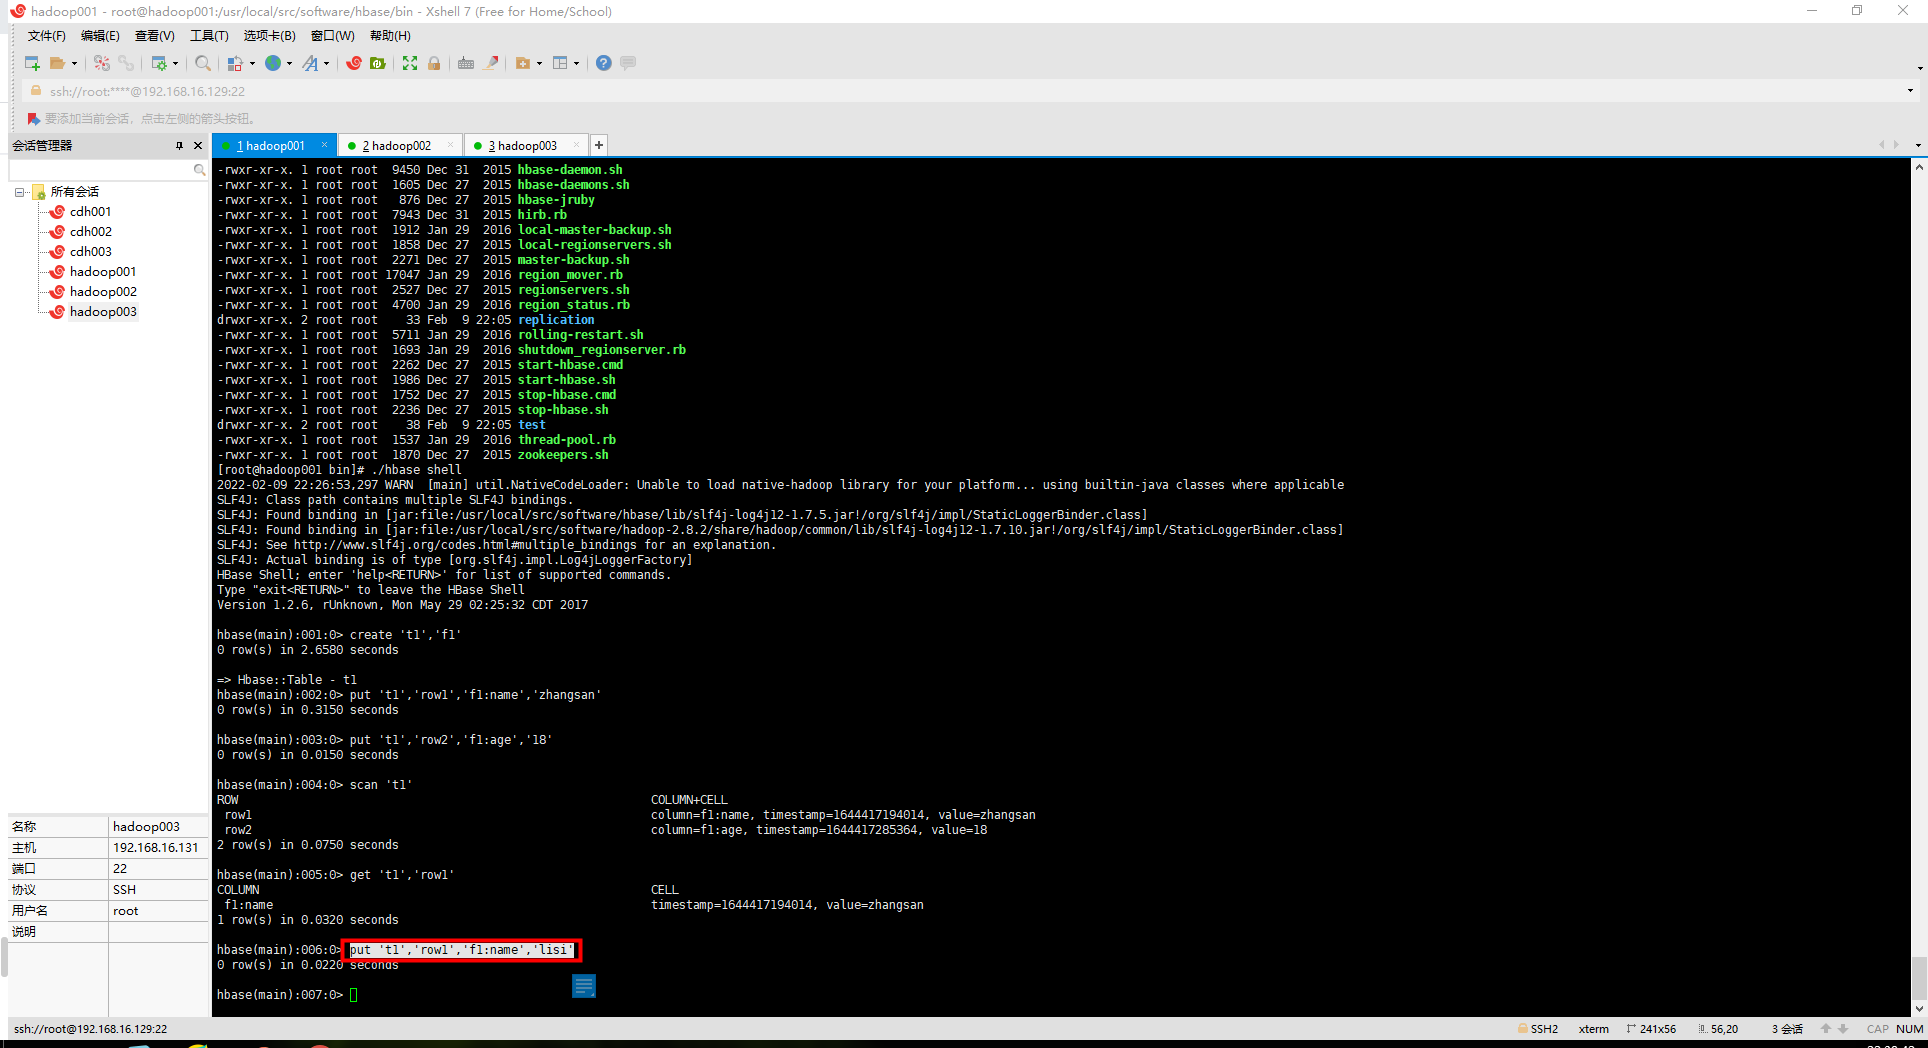 hadoop001 - root@hadoop001:/usr/local/src/software/hbase/bin - Xshell 7 (Free for Home/School)
文件(F) 编辑(E) 查看(V) 工具(T) 选项卡(B) 窗口(W) 帮助(H)
ssh://root:****@192.168.16.129:22
要添加当前会话，点击左侧的箭头按钮。
会话管理器
1 hadoop001
2 hadoop002
3 hadoop003
+
所有会话
cdh001
cdh002
cdh003
hadoop001
hadoop002
hadoop003
名称 hadoop003
主机 192.168.16.131
端口 22
协议 SSH
用户名 root
说明
-rwxr-xr-x. 1 root root  9450 Dec 31  2015 hbase-daemon.sh
-rwxr-xr-x. 1 root root  1605 Dec 27  2015 hbase-daemons.sh
-rwxr-xr-x. 1 root root   876 Dec 27  2015 hbase-jruby
-rwxr-xr-x. 1 root root  7943 Dec 31  2015 hirb.rb
-rwxr-xr-x. 1 root root  1912 Jan 29  2016 local-master-backup.sh
-rwxr-xr-x. 1 root root  1858 Dec 27  2015 local-regionservers.sh
-rwxr-xr-x. 1 root root  2271 Dec 27  2015 master-backup.sh
-rwxr-xr-x. 1 root root 17047 Jan 29  2016 region_mover.rb
-rwxr-xr-x. 1 root root  2527 Dec 27  2015 regionservers.sh
-rwxr-xr-x. 1 root root  4700 Jan 29  2016 region_status.rb
drwxr-xr-x. 2 root root    33 Feb  9 22:05 replication
-rwxr-xr-x. 1 root root  5711 Jan 29  2016 rolling-restart.sh
-rwxr-xr-x. 1 root root  1693 Jan 29  2016 shutdown_regionserver.rb
-rwxr-xr-x. 1 root root  2262 Dec 27  2015 start-hbase.cmd
-rwxr-xr-x. 1 root root  1986 Dec 27  2015 start-hbase.sh
-rwxr-xr-x. 1 root root  1752 Dec 27  2015 stop-hbase.cmd
-rwxr-xr-x. 1 root root  2236 Dec 27  2015 stop-hbase.sh
drwxr-xr-x. 2 root root    38 Feb  9 22:05 test
-rwxr-xr-x. 1 root root  1537 Jan 29  2016 thread-pool.rb
-rwxr-xr-x. 1 root root  1870 Dec 27  2015 zookeepers.sh
[root@hadoop001 bin]# ./hbase shell
2022-02-09 22:26:53,297 WARN  [main] util.NativeCodeLoader: Unable to load native-hadoop library for your platform... using builtin-java classes where applicable
SLF4J: Class path contains multiple SLF4J bindings.
SLF4J: Found binding in [jar:file:/usr/local/src/software/hbase/lib/slf4j-log4j12-1.7.5.jar!/org/slf4j/impl/StaticLoggerBinder.class]
SLF4J: Found binding in [jar:file:/usr/local/src/software/hadoop-2.8.2/share/hadoop/common/lib/slf4j-log4j12-1.7.10.jar!/org/slf4j/impl/StaticLoggerBinder.class]
SLF4J: See http://www.slf4j.org/codes.html#multiple_bindings for an explanation.
SLF4J: Actual binding is of type [org.slf4j.impl.Log4jLoggerFactory]
HBase Shell; enter 'help<RETURN>' for list of supported commands.
Type "exit<RETURN>" to leave the HBase Shell
Version 1.2.6, rUnknown, Mon May 29 02:25:32 CDT 2017
hbase(main):001:0> create 't1','f1'
0 row(s) in 2.6580 seconds
=> Hbase::Table - t1
hbase(main):002:0> put 't1','row1','f1:name','zhangsan'
0 row(s) in 0.3150 seconds
hbase(main):003:0> put 't1','row2','f1:age','18'
0 row(s) in 0.0150 seconds
hbase(main):004:0> scan 't1'
ROW COLUMN+CELL
row1 column=f1:name, timestamp=1644417194014, value=zhangsan
row2 column=f1:age, timestamp=1644417285364, value=18
2 row(s) in 0.0750 seconds
hbase(main):005:0> get 't1','row1'
COLUMN CELL
f1:name timestamp=1644417194014, value=zhangsan
1 row(s) in 0.0320 seconds
hbase(main):006:0> put 't1','row1','f1:name','lisi'
0 row(s) in 0.0220 seconds
hbase(main):007:0>
ssh://root@192.168.16.129:22 SSH2 xterm 241x56 56,20 3 会话 CAP NUM